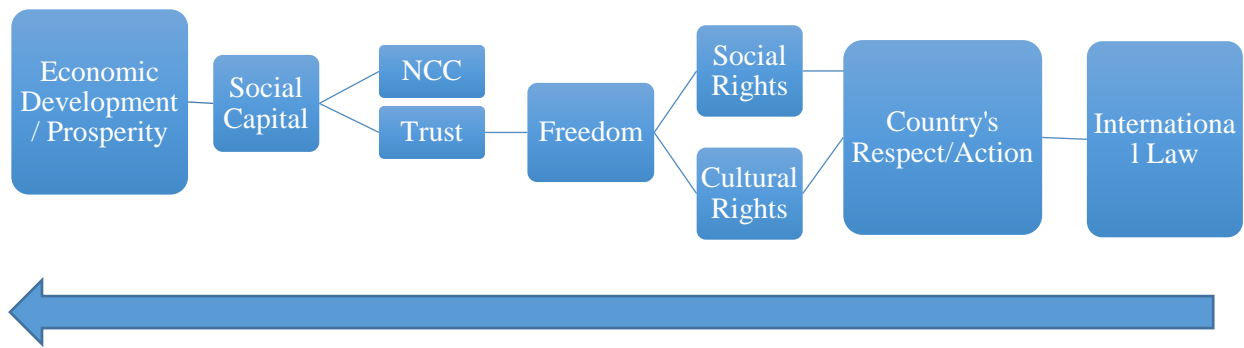 Economic
Development
/ Prosperity
Social
Capital
NCC
Trust
Freedom
Social
Rights
Cultural
Rights
Country's
Respect/Action
Internationa
l Law